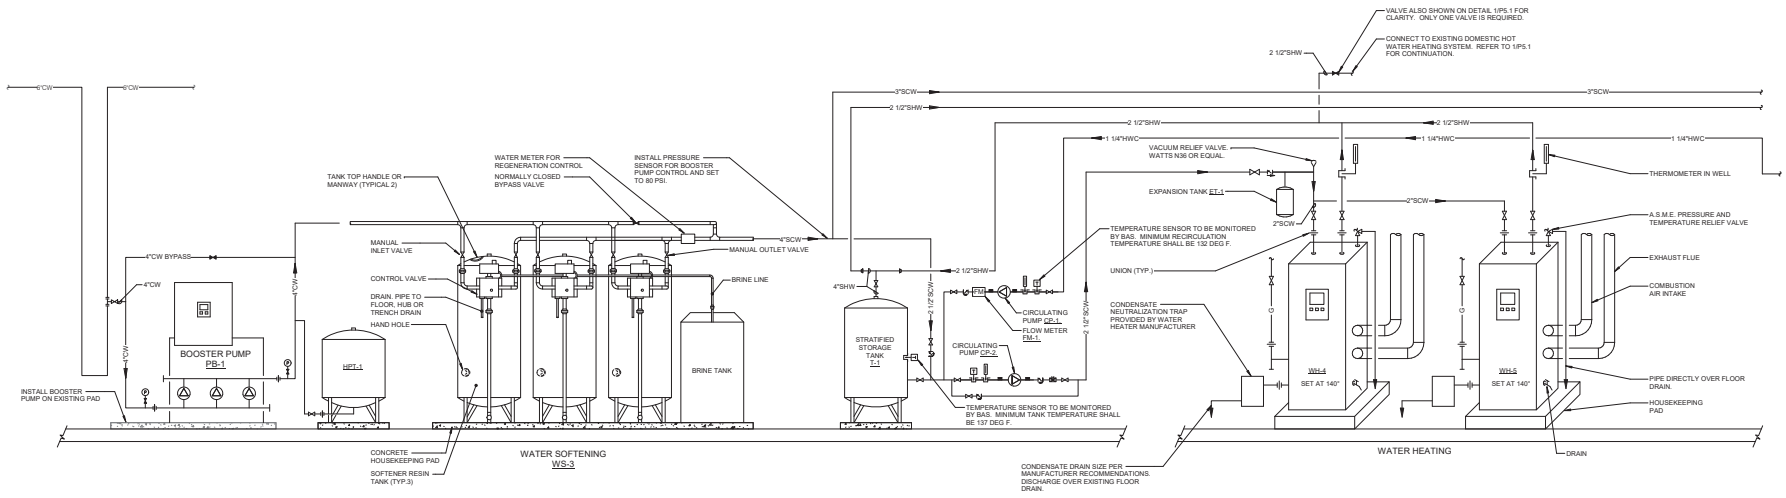 VALVE ALSO SHOWN ON DETAIL 1/P5.1 FOR
CLARITY. ONLY ONE VALVE IS REQUIRED.
2 1/2"SHW
CONNECT TO EXISTING DOMESTIC HOT
WATER HEATING SYSTEM. REFER TO 1/P5.1
FOR CONTINUATION.
6"CW
6"CW
3"SCW
3"SCW
2 1/2"SHW
2 1/2"SHW
2 1/2"SHW
1 1/4"HWC
1 1/4"HWC
1 1/4"HWC
WATER METER FOR
REGENERATION CONTROL
NORMALLY CLOSED
BYPASS VALVE
INSTALL PRESSURE
SENSOR FOR BOOSTER
PUMP CONTROL AND SET
TO 80 PSI.
TANK TOP HANDLE OR
MANWAY (TYPICAL 2)
VACUUM RELIEF VALVE.
WATTS N36 OR EQUAL.
THERMOMETER IN WELL
EXPANSION TANK ET-1
2"SCW
2"SCW
A.S.M.E. PRESSURE AND
TEMPERATURE RELIEF VALVE
TEMPERATURE SENSOR TO BE MONITORED
BY BAS. MINIMUM RECIRCULATION
TEMPERATURE SHALL BE 132 DEG F.
4"SCW
MANUAL
INLET VALVE
MANUAL OUTLET VALVE
4"CW BYPASS
EXHAUST FLUE
UNION (TYP.)
2 1/2"SHW
CONTROL VALVE
BRINE LINE
4"CW
4"CW
4"SHW
2 1/2"SCW
2 1/2"SCW
COMBUSTION
AIR INTAKE
DRAIN. PIPE TO
FLOOR, HUB OR
TRENCH DRAIN
FM
G
G
CIRCULATING
PUMP CP-1.
FLOW METER
FM-1.
CONDENSATE
NEUTRALIZATION TRAP
PROVIDED BY WATER
HEATER MANUFACTURER
HAND HOLE
STRATIFIED
STORAGE
TANK
T-1
CIRCULATING
PUMP CP-2.
4"CW
BOOSTER PUMP
PB-1
HPT-1
BRINE TANK
P
P
T
T
WH-4
SET AT 140°
WH-5
SET AT 140°
PIPE DIRECTLY OVER FLOOR
DRAIN.
INSTALL BOOSTER
PUMP ON EXISTING PAD
TEMPERATURE SENSOR TO BE MONITORED
BY BAS. MINIMUM TANK TEMPERATURE SHALL
BE 137 DEG F.
HOUSEKEEPING
PAD
CONCRETE
HOUSEKEEPING PAD
SOFTENER RESIN
TANK (TYP.3)
WATER SOFTENING
WS-3
WATER HEATING
DRAIN
CONDENSATE DRAIN SIZE PER
MANUFACTURER RECOMMENDATIONS.
DISCHARGE OVER EXISTING FLOOR
DRAIN.